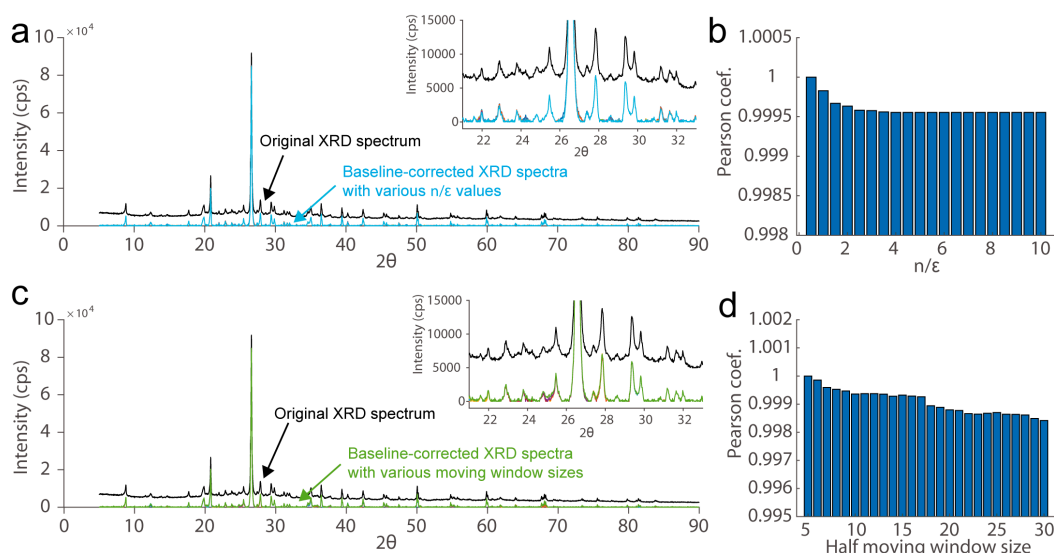 a
× 10⁴
10
8
6
4
2
0
Intensity (cps)
0 10 20 30 40 50 60 70 80 90
2θ
Original XRD spectrum
Baseline-corrected XRD spectra
with various n/ε values
15000
10000
5000
0
Intensity (cps)
22 24 26 28 30 32
2θ
b
1.0005
1
0.9995
0.999
0.9985
0.998
Pearson coef.
0 2 4 6 8 10
n/ε
c
× 10⁴
10
8
6
4
2
0
Intensity (cps)
0 10 20 30 40 50 60 70 80 90
2θ
Original XRD spectrum
Baseline-corrected XRD spectra
with various moving window sizes
15000
10000
5000
0
Intensity (cps)
22 24 26 28 30 32
2θ
d
1.002
1.001
1
0.999
0.998
0.997
0.996
0.995
Pearson coef.
5 10 15 20 25 30
Half moving window size